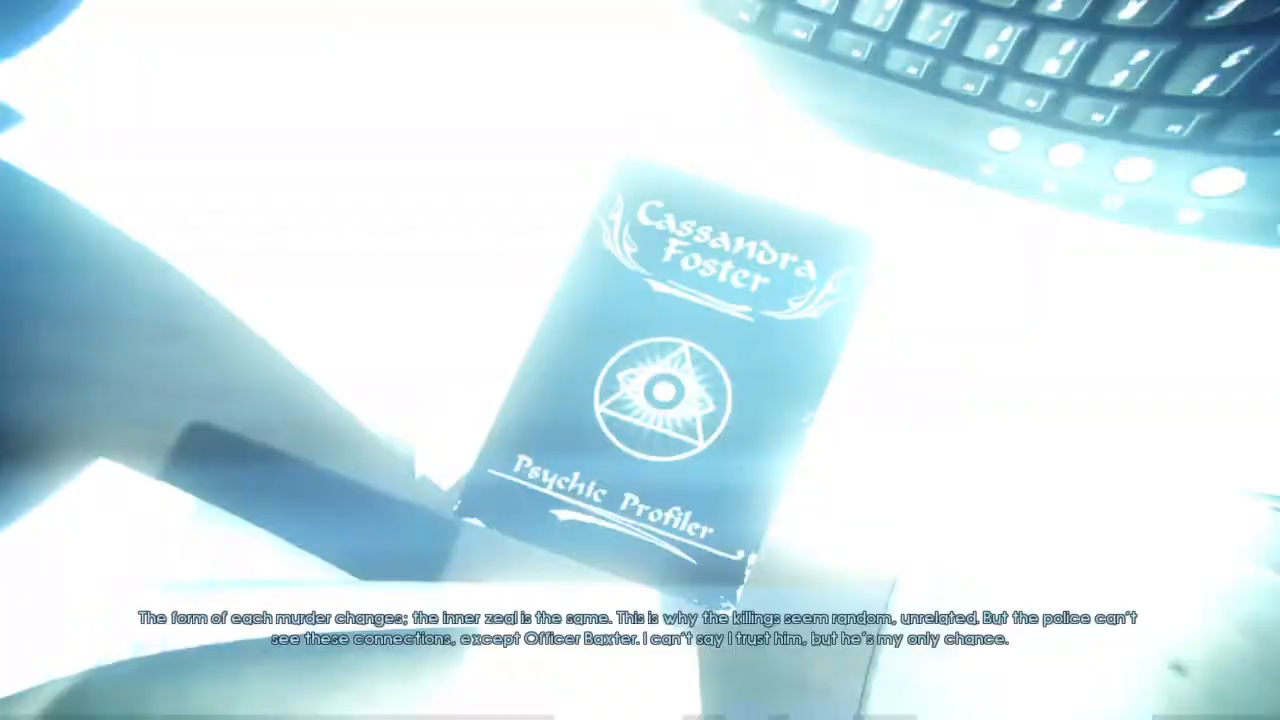 Cassandra
Foster
Psychic Profiler
The form of each murder changes; the inner zeal is the same. This is why the killings seem random, unrelated. But the police can't
see these connections, except Officer Baxter. I can't say I trust him, but he's my only chance.